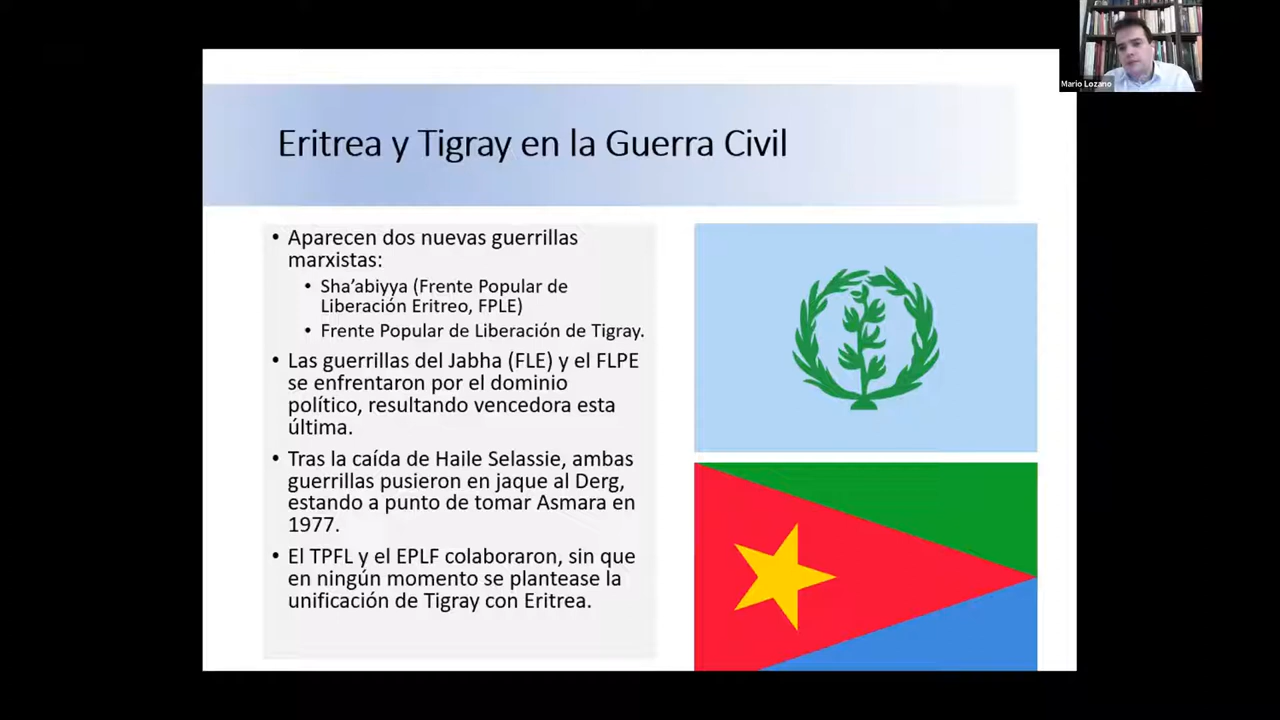 Mario Lozano
Eritrea y Tigray en la Guerra Civil
• Aparecen dos nuevas guerrillas
marxistas:
• Sha’abiyya (Frente Popular de
Liberación Eritreo, FPLE)
• Frente Popular de Liberación de Tigray.
• Las guerrillas del Jabha (FLE) y el FLPE
se enfrentaron por el dominio
político, resultando vencedora esta
última.
• Tras la caída de Haile Selassie, ambas
guerrillas pusieron en jaque al Derg,
estando a punto de tomar Asmara en
1977.
• El TPFL y el EPLF colaboraron, sin que
en ningún momento se plantease la
unificación de Tigray con Eritrea.